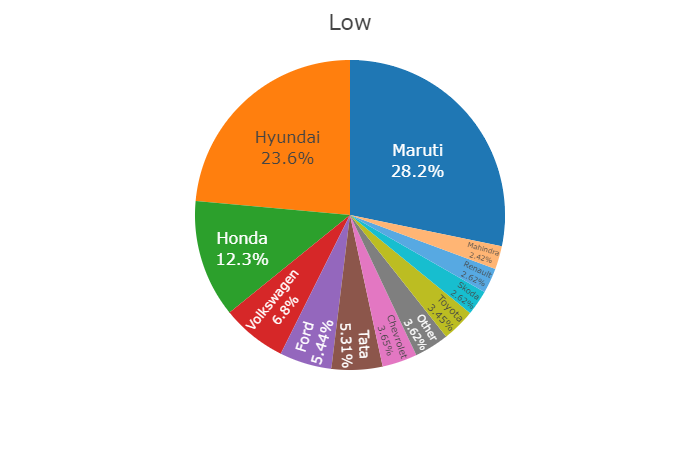 Low
Maruti
28.2%
Hyundai
23.6%
Honda
12.3%
Volkswagen
6.8%
Ford
5.44%
Tata
5.31%
Chevrolet
3.65%
Other
3.62%
Toyota
3.45%
Skoda
2.62%
Renault
2.62%
Mahindra
2.42%